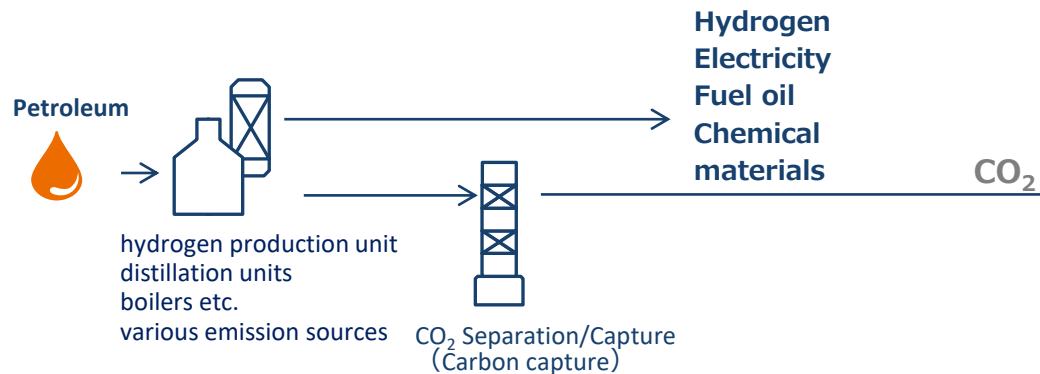 Petroleum
Hydrogen
Electricity
Fuel oil
Chemical
materials
CO₂
hydrogen production unit
distillation units
boilers etc.
various emission sources
CO₂ Separation/Capture
（Carbon capture）